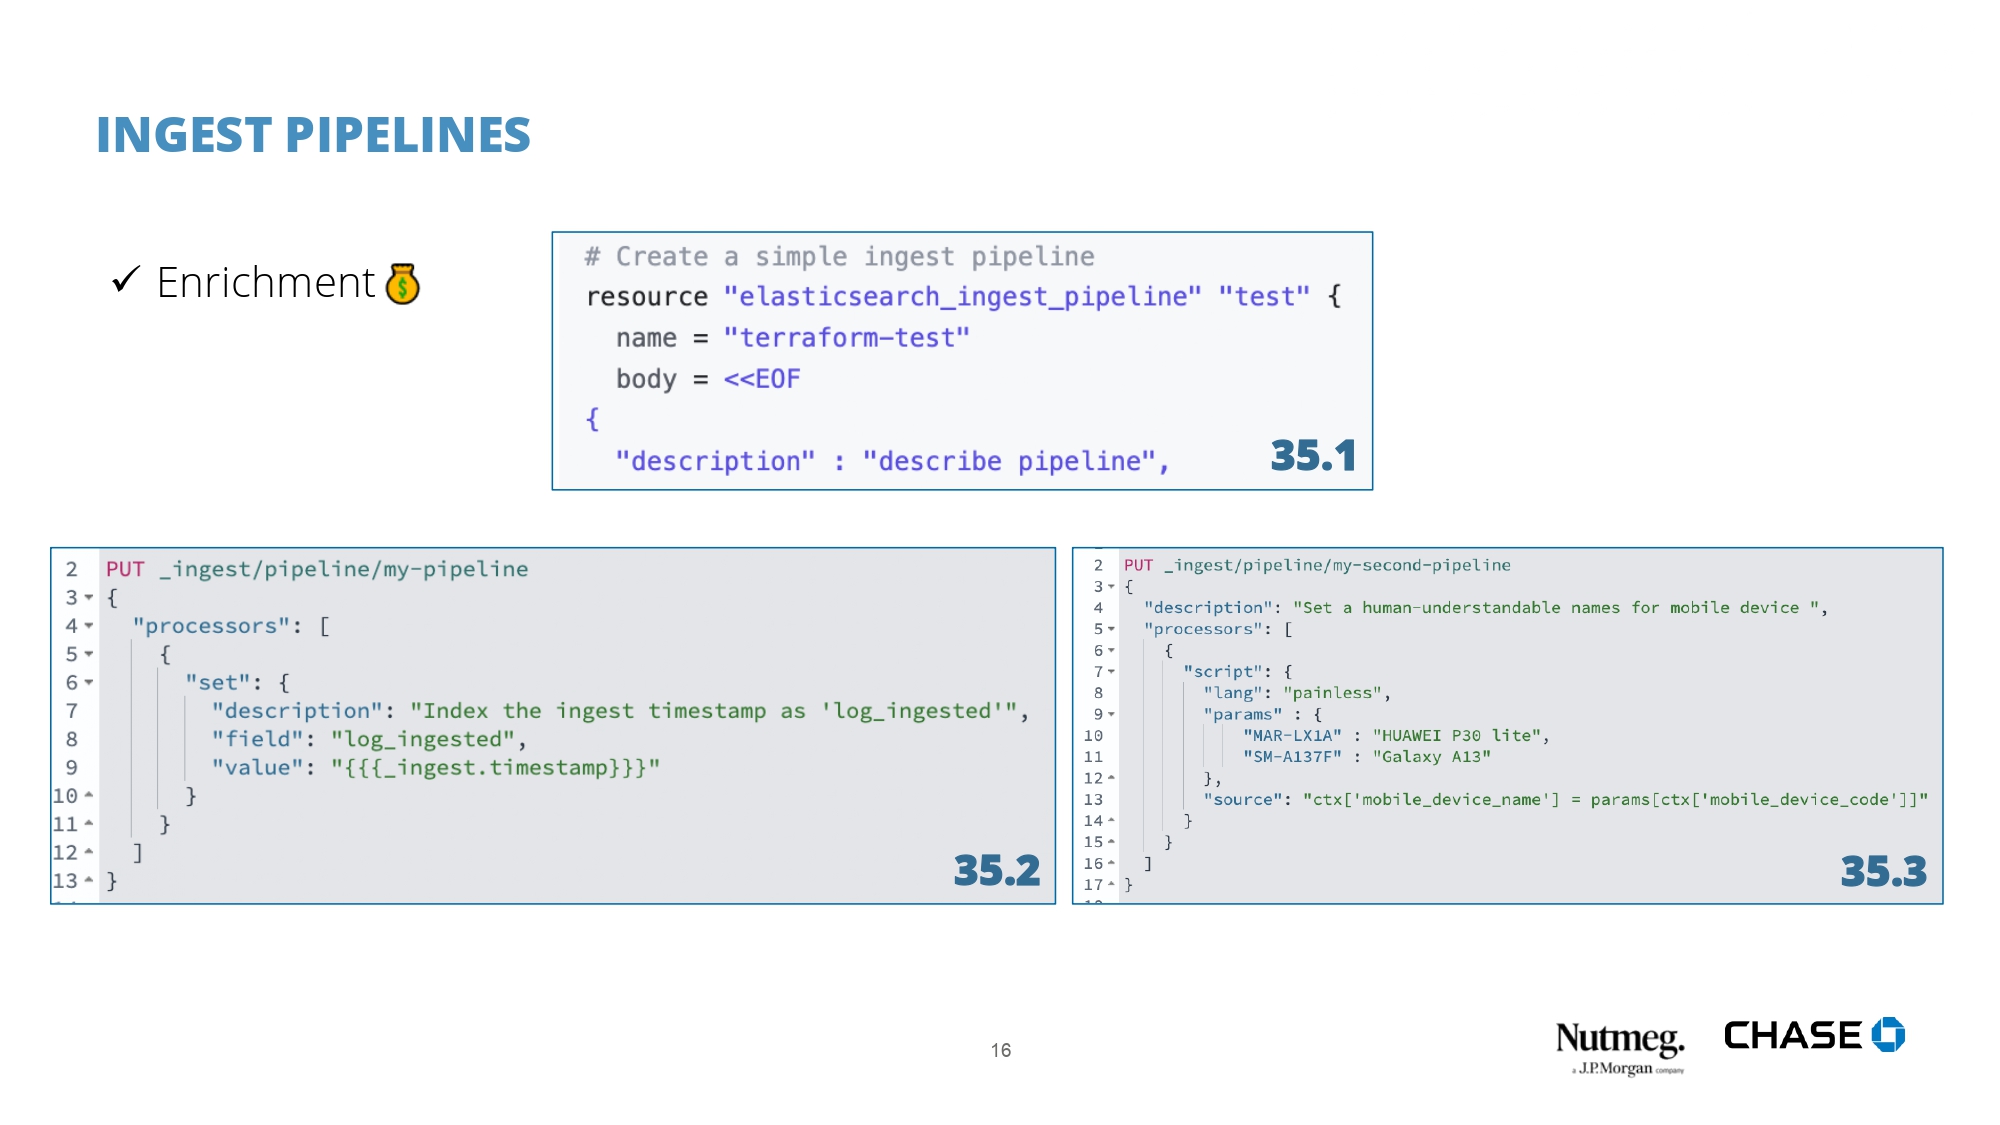 INGEST PIPELINES
✓ Enrichment 💰
# Create a simple ingest pipeline
resource "elasticsearch_ingest_pipeline" "test" {
  name = "terraform-test"
  body = <<EOF
{
  "description" : "describe pipeline",
35.1
2 PUT _ingest/pipeline/my-pipeline
3 {
4   "processors": [
5     {
6       "set": {
7         "description": "Index the ingest timestamp as 'log_ingested'",
8         "field": "log_ingested",
9         "value": "{{{_ingest.timestamp}}}"
10       }
11     }
12   ]
13 }
35.2
2 PUT _ingest/pipeline/my-second-pipeline
3 {
4   "description": "Set a human-understandable names for mobile device ",
5   "processors": [
6     {
7       "script": {
8         "lang": "painless",
9         "params" : {
10             "MAR-LX1A" : "HUAWEI P30 lite",
11             "SM-A137F" : "Galaxy A13"
12         },
13         "source": "ctx['mobile_device_name'] = params[ctx['mobile_device_code']]"
14       }
15     }
16   ]
17 }
35.3
16
Nutmeg.
a J.P.Morgan company
CHASE